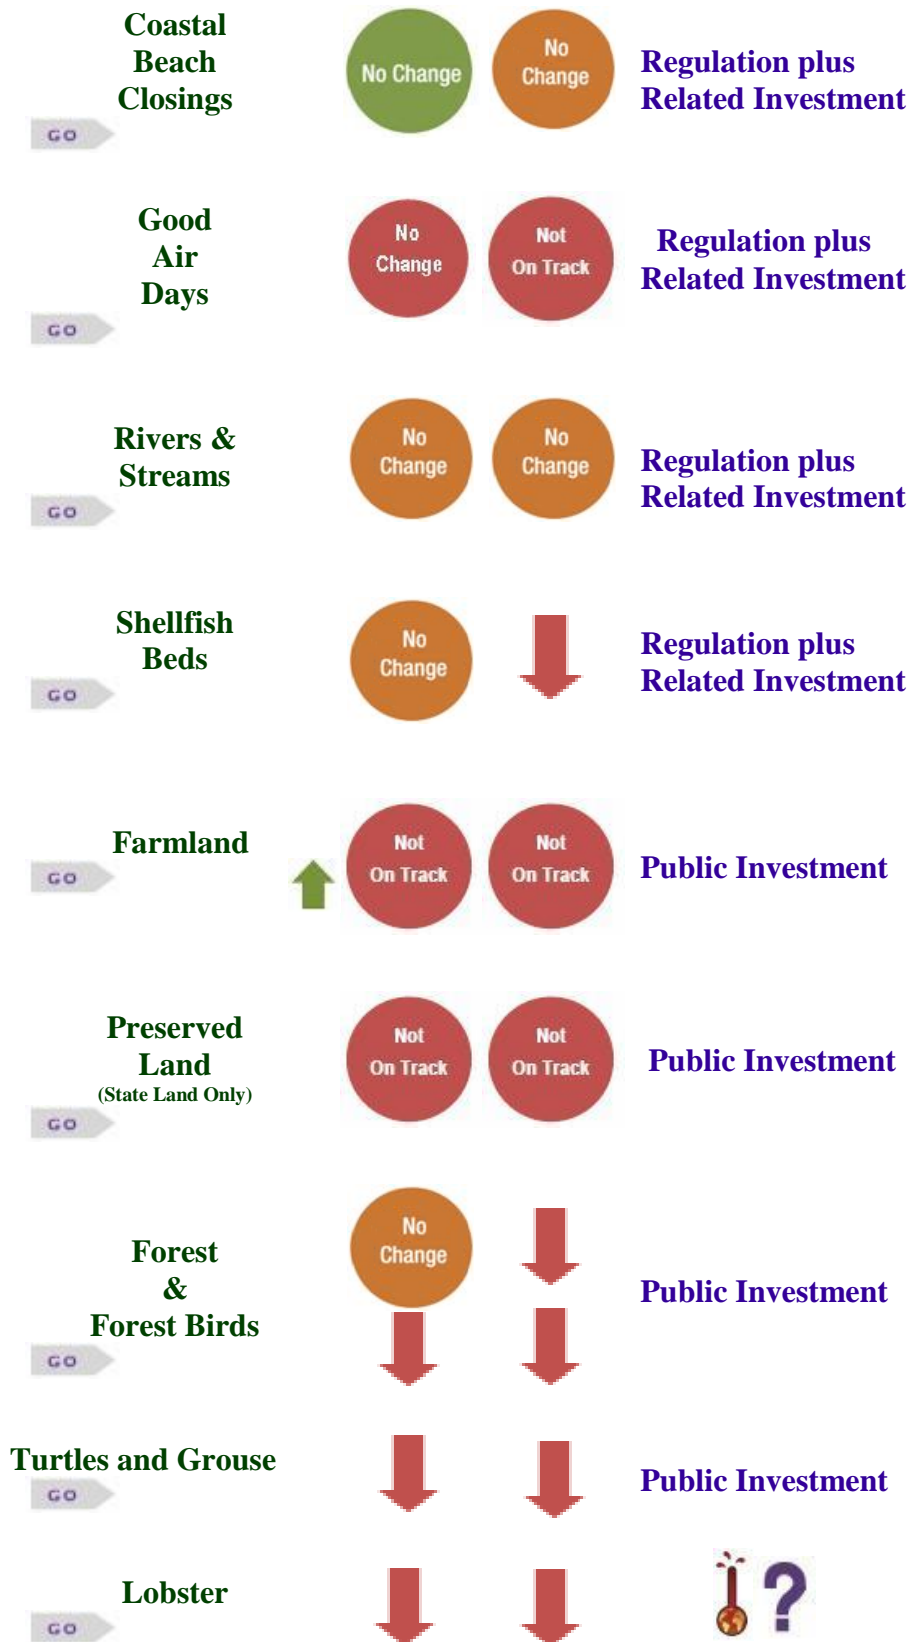 Coastal
Beach
Closings
GO
No Change
No
Change
Regulation plus
Related Investment
Good
Air
Days
GO
No
Change
Not
On Track
Regulation plus
Related Investment
Rivers &
Streams
GO
No
Change
No
Change
Regulation plus
Related Investment
Shellfish
Beds
GO
No
Change
Regulation plus
Related Investment
Farmland
GO
Not
On Track
Not
On Track
Public Investment
Preserved
Land
(State Land Only)
GO
Not
On Track
Not
On Track
Public Investment
Forest
&
Forest Birds
GO
No
Change
Public Investment
Turtles and Grouse
GO
Public Investment
Lobster
GO
?